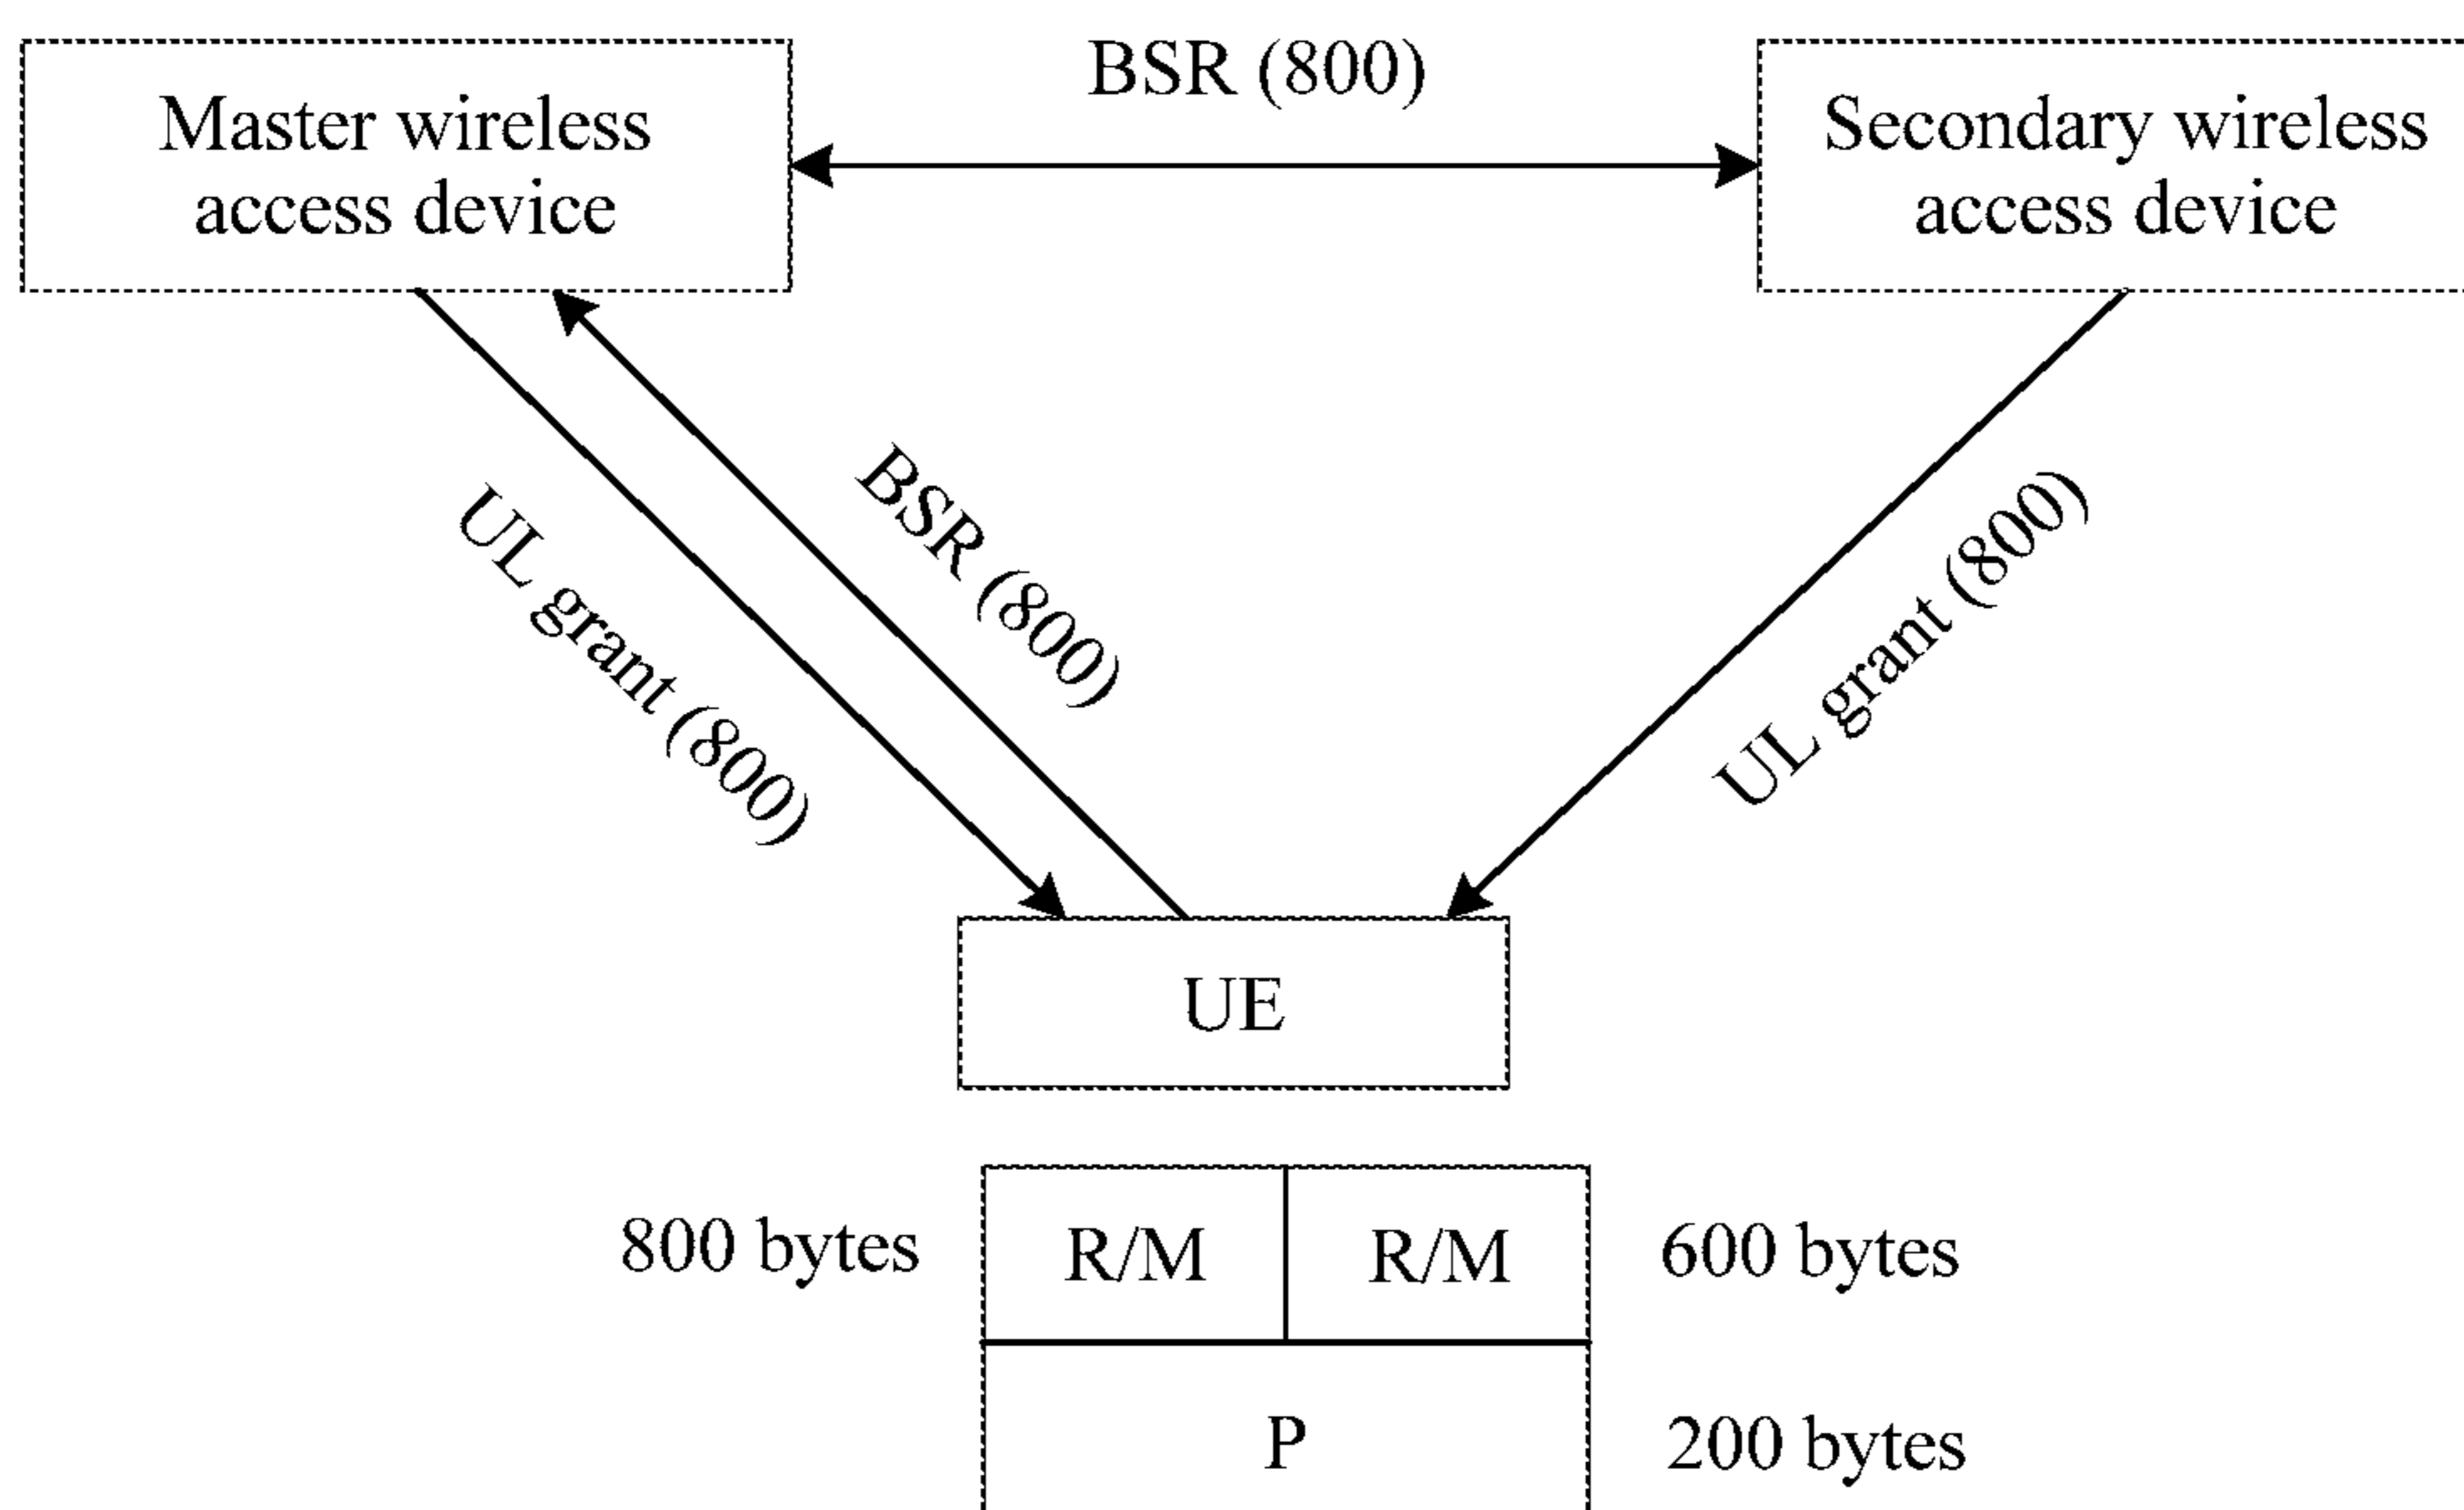 BSR (800)
Master wireless
access device
Secondary wireless
access device
UL grant (800)
BSR (800)
UL grant (800)
UE
800 bytes
R/M
R/M
600 bytes
P
200 bytes